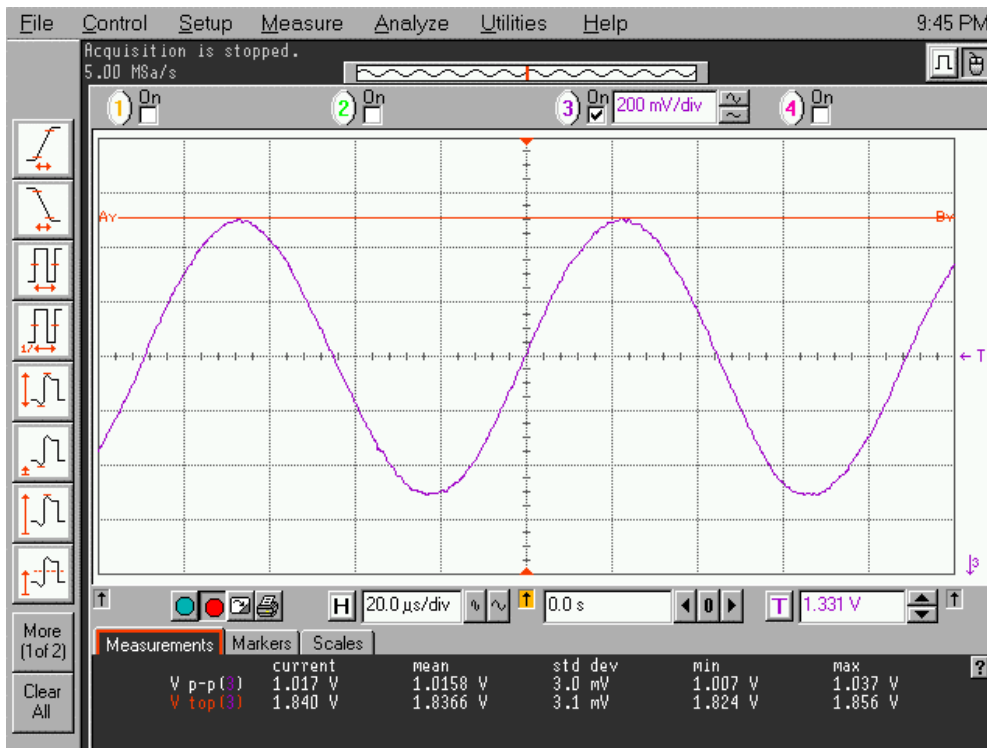 File Control Setup Measure Analyze Utilities Help 9:45 PM
Acquisition is stopped.
5.00 MSa/s
1 On 2 On 3 On 200 mV/div 4 On
Ay By
T
3
1/
H 20.0 µs/div 0.0 s 0 T 1.331 V
More
(1of 2)
Clear
All
Measurements Markers Scales
current mean std dev min max
V p-p(3) 1.017 V 1.0158 V 3.0 mV 1.007 V 1.037 V
V top(3) 1.840 V 1.8366 V 3.1 mV 1.824 V 1.856 V
?